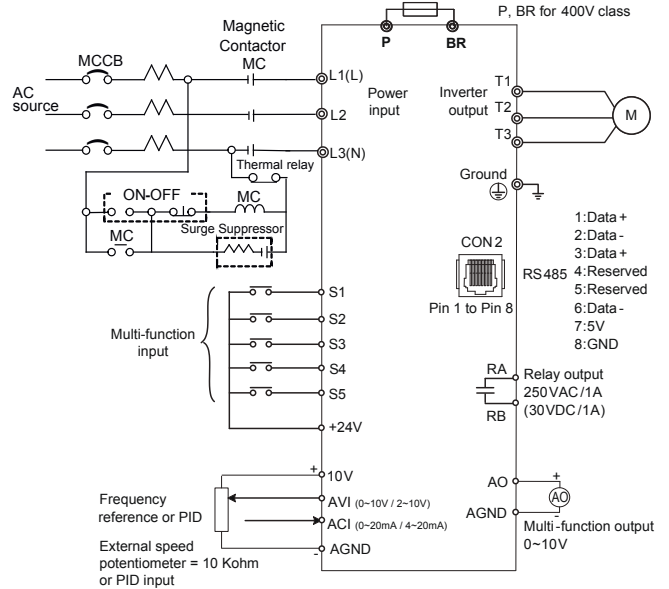 P, BR for 400V class
P
BR
Magnetic
Contactor
MC
MCCB
AC
source
L1(L)
L2
L3(N)
Power
input
Inverter
output
T1
T2
T3
M
Thermal relay
Ground
ON-OFF
MC
Surge Suppressor
MC
CON2
RS485
Pin 1 to Pin 8
1:Data+
2:Data-
3:Data+
4:Reserved
5:Reserved
6:Data-
7:5V
8:GND
Multi-function
input
S1
S2
S3
S4
S5
+24V
RA
RB
Relay output
250VAC/1A
(30VDC/1A)
+
10V
AVI (0~10V / 2~10V)
ACI (0~20mA / 4~20mA)
-
AGND
Frequency
reference or PID
External speed
potentiometer = 10 Kohm
or PID input
AO
AGND
+
AO
-
Multi-function output
0~10V